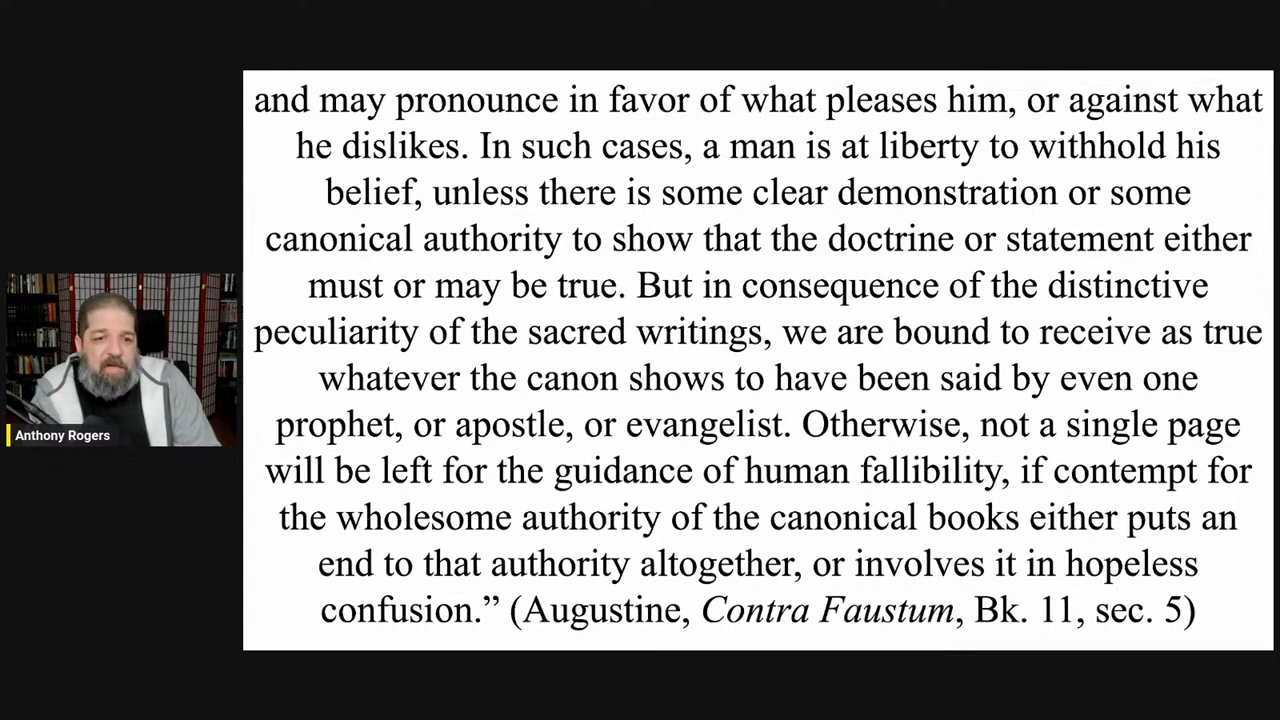 and may pronounce in favor of what pleases him, or against what
he dislikes. In such cases, a man is at liberty to withhold his
belief, unless there is some clear demonstration or some
canonical authority to show that the doctrine or statement either
must or may be true. But in consequence of the distinctive
peculiarity of the sacred writings, we are bound to receive as true
whatever the canon shows to have been said by even one
prophet, or apostle, or evangelist. Otherwise, not a single page
will be left for the guidance of human fallibility, if contempt for
the wholesome authority of the canonical books either puts an
end to that authority altogether, or involves it in hopeless
confusion.” (Augustine, Contra Faustum, Bk. 11, sec. 5)
Anthony Rogers